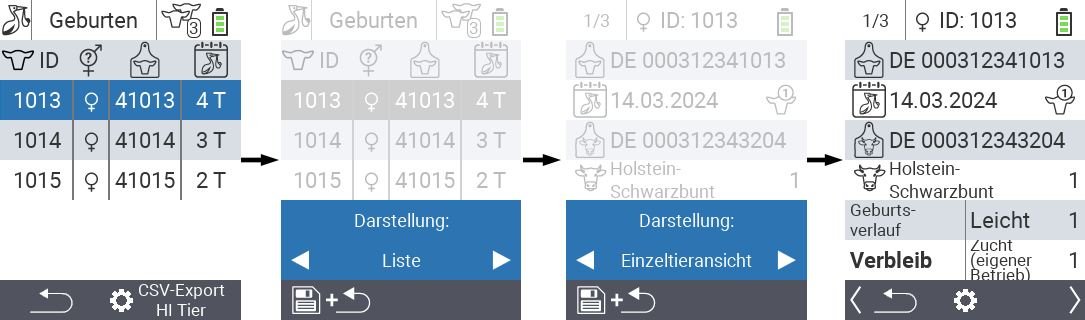 Geburten 3
ID
1013 41013 4 T
1014 41014 3 T
1015 41015 2 T
CSV-Export
HI Tier
Geburten 3
ID
1013 41013 4 T
1014 41014 3 T
1015 41015 2 T
Darstellung:
Liste
+
1/3 ID: 1013
DE 000312341013
14.03.2024 1
DE 000312343204
Holstein-
Schwarzbunt 1
Darstellung:
Einzeltieransicht
+
1/3 ID: 1013
DE 000312341013
14.03.2024 1
DE 000312343204
Holstein-
Schwarzbunt 1
Geburts-
verlauf Leicht 1
Verbleib Zucht
(eigener 1
Betrieb)